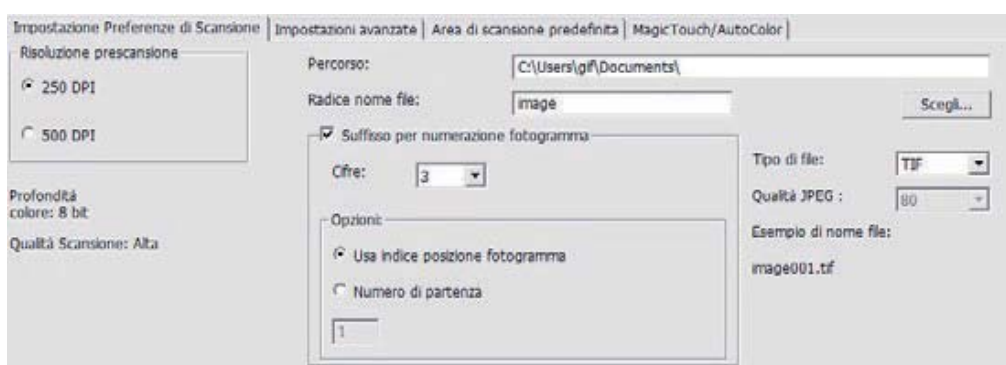 Impostazione Preferenze di Scansione Impostazioni avanzate Area di scansione predefinita MagicTouch/AutoColor
Risoluzione prescansione
250 DPI
500 DPI
Profondità
colore: 8 bit
Qualità Scansione: Alta
Percorso: C:\Users\gif\Documents\
Radice nome file: image Scegli...
Suffisso per numerazione fotogramma
Cifre: 3
Opzioni:
Usa indice posizione fotogramma
Numero di partenza
1
Tipo di file: TIF
Qualità JPEG : 80
Esempio di nome file:
image001.tif